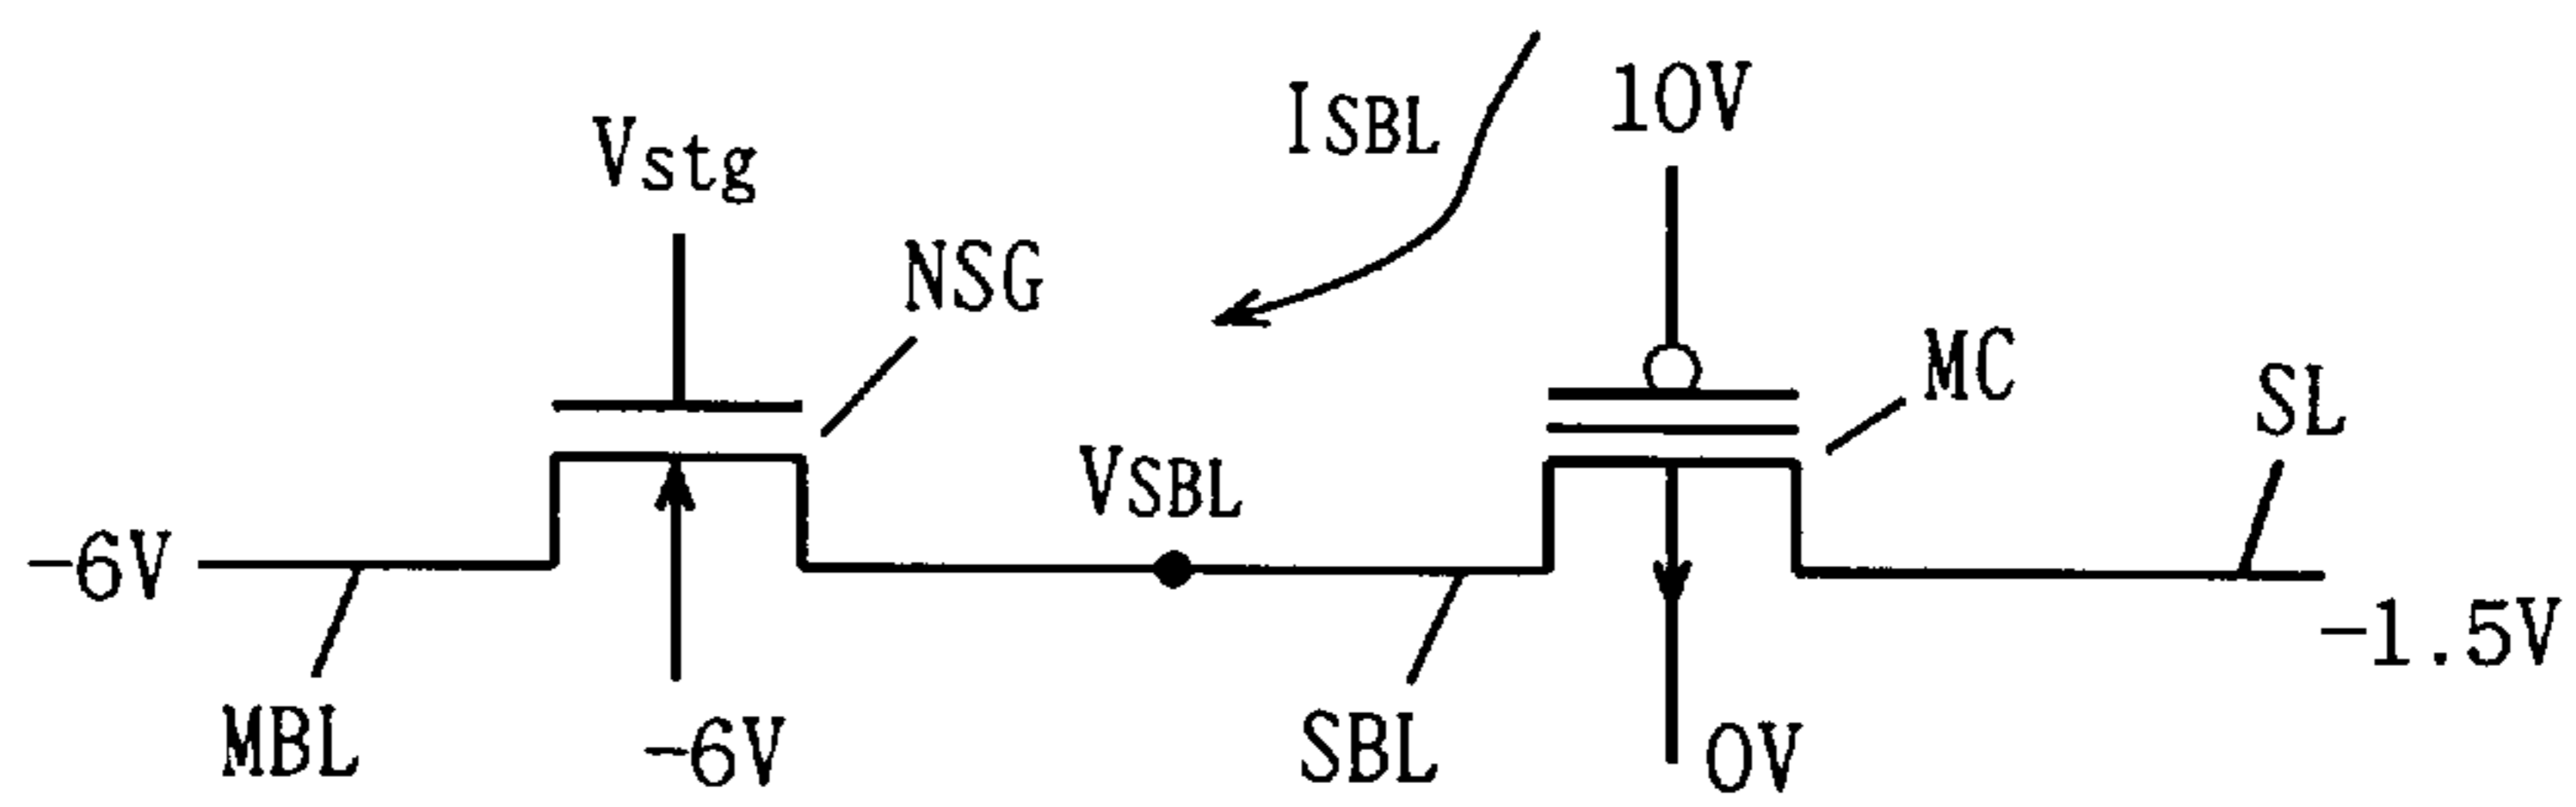 Vstg
NSG
ISBL
10V
MC
SL
VSBL
-6V
-1.5V
MBL
-6V
SBL
0V